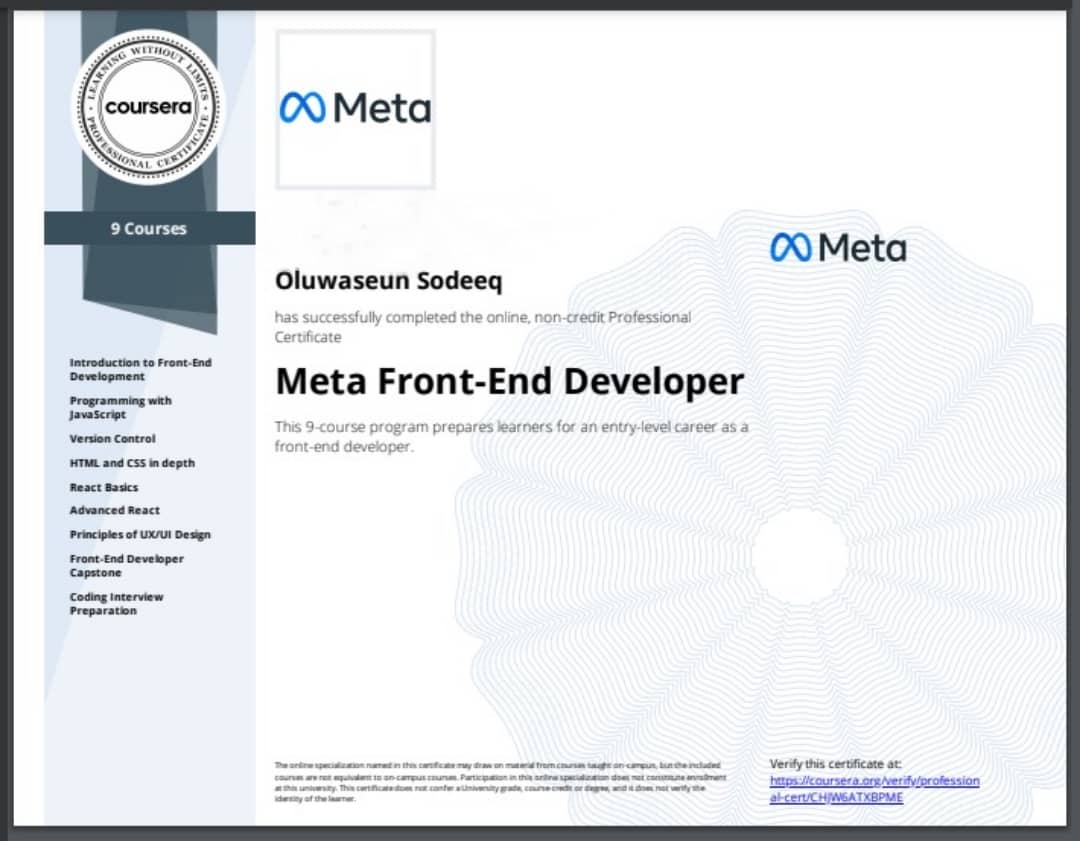 LEARNING WITHOUT LIMITS
coursera
PROFESSIONAL CERTIFICATE
9 Courses
Introduction to Front-End
Development
Programming with
JavaScript
Version Control
HTML and CSS in depth
React Basics
Advanced React
Principles of UX/UI Design
Front-End Developer
Capstone
Coding Interview
Preparation
Meta
Meta
Oluwaseun Sodeeq
has successfully completed the online, non-credit Professional
Certificate
Meta Front-End Developer
This 9-course program prepares learners for an entry-level career as a
front-end developer.
The online specialization named in this certificate may draw on material from courses taught on-campus, but the included
courses are not equivalent to on-campus courses. Participation in this online specialization does not constitute enrollment
at this university. This certificate does not confer a University grade, course credit or degree, and it does not verify the
identity of the learner.
Verify this certificate at:
https://coursera.org/verify/profession
al-cert/CHJW6ATXBPME